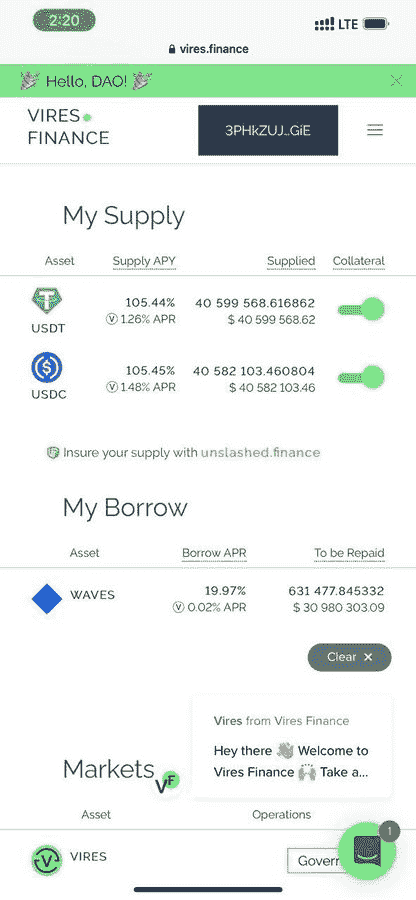 2:20 LTE
vires.finance
Hello, DAO!
VIRES
FINANCE
3PHkZUJ...GiE
My Supply
Asset Supply APY Supplied Collateral
105.44% 40 599 568.616862
V 1.26% APR $ 40 599 568.62
USDT
105.45% 40 582 103.460804
V 1.48% APR $ 40 582 103.46
USDC
Insure your supply with unslashed.finance
My Borrow
Asset Borrow APR To be Repaid
WAVES 19.97% 631 477.845332
V 0.02% APR $ 30 980 303.09
Clear
Vires from Vires Finance
Hey there Welcome to
Vires Finance Take a...
Markets
VF
Asset Operations
1
V VIRES
Govern